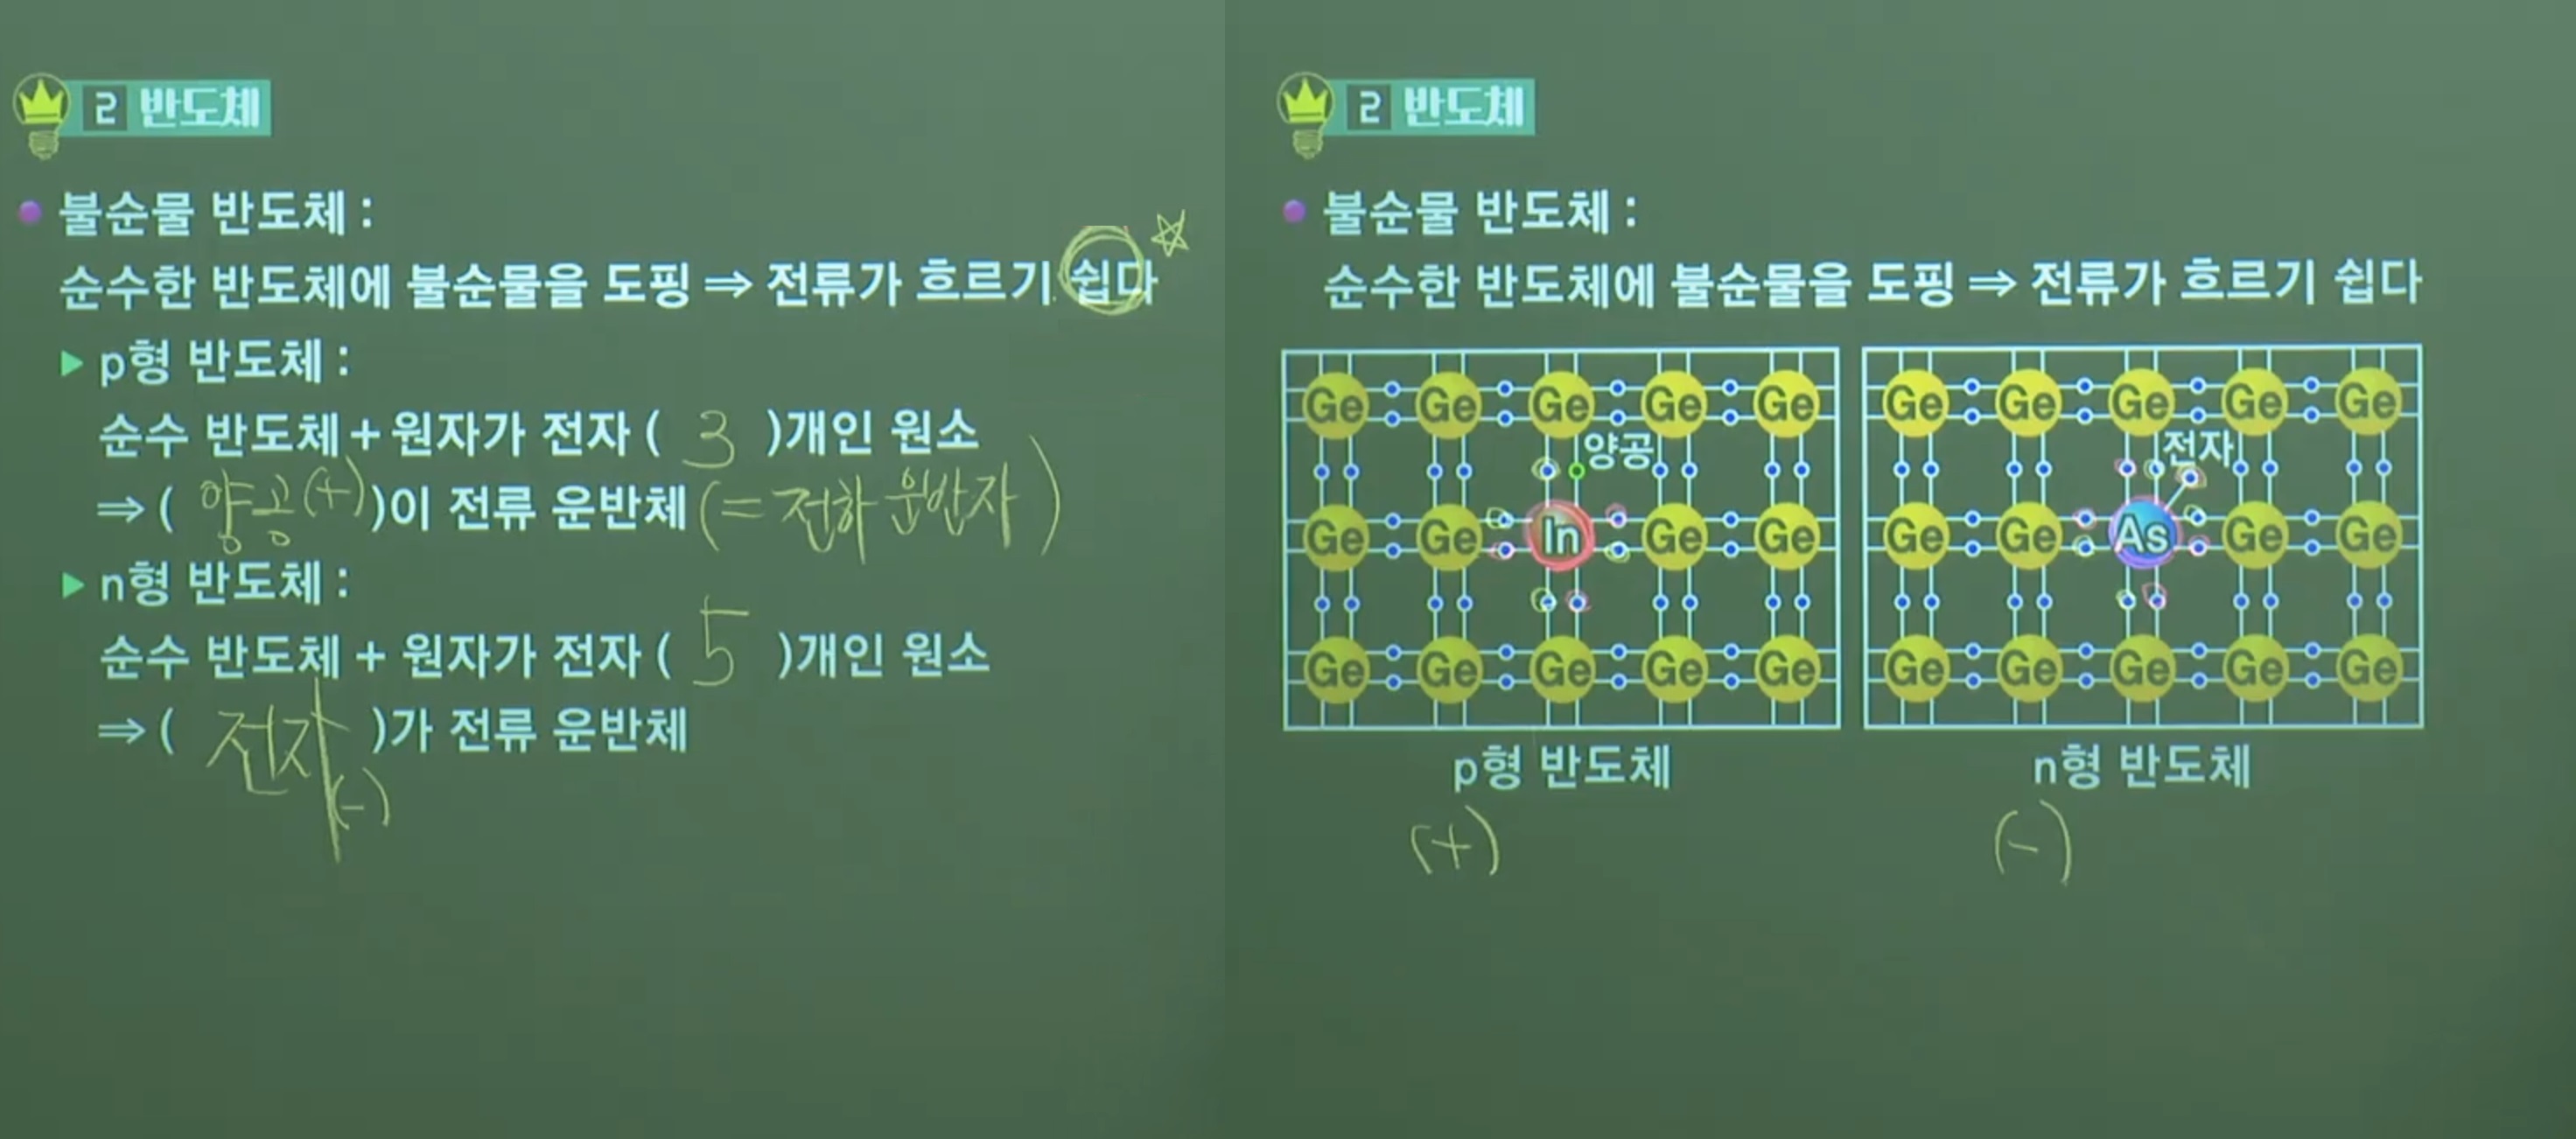 2 반도체
불순물 반도체 :
순수한 반도체에 불순물을 도핑 ⇒ 전류가 흐르기 쉽다
▶ p형 반도체 :
순수 반도체 + 원자가 전자 ( 3 )개인 원소
⇒ ( 양공(+) )이 전류 운반체 (= 전하 운반자)
▶ n형 반도체 :
순수 반도체 + 원자가 전자 ( 5 )개인 원소
⇒ ( 전자(-) )가 전류 운반체
2 반도체
불순물 반도체 :
순수한 반도체에 불순물을 도핑 ⇒ 전류가 흐르기 쉽다
Ge Ge Ge Ge Ge
양공
Ge Ge In Ge Ge
Ge Ge Ge Ge Ge
p형 반도체
(+)
Ge Ge Ge Ge Ge
전자
Ge Ge As Ge Ge
Ge Ge Ge Ge Ge
n형 반도체
(-)